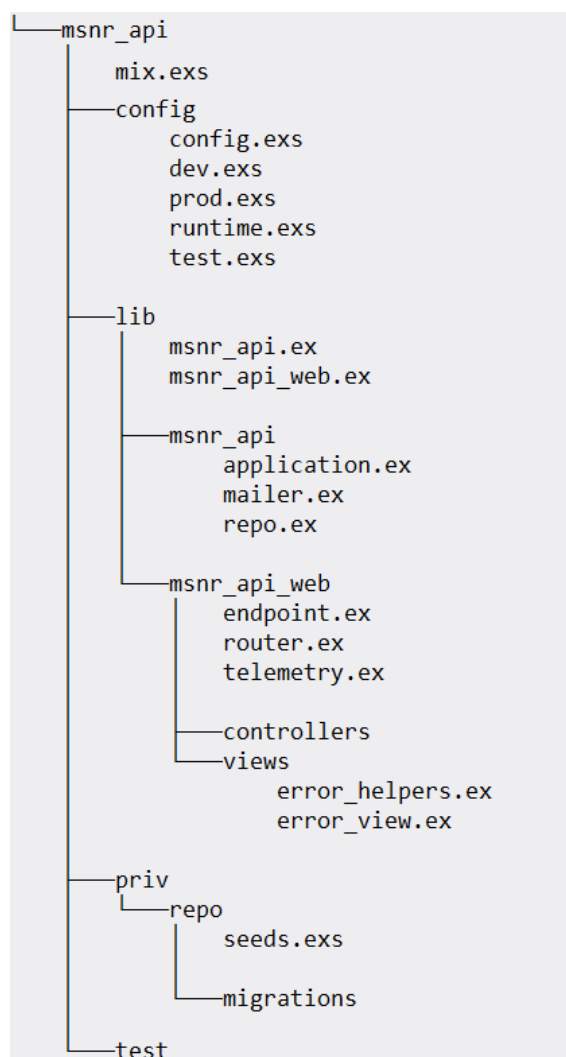 msnr_api
mix.exs
config
config.exs
dev.exs
prod.exs
runtime.exs
test.exs
lib
msnr_api.ex
msnr_api_web.ex
msnr_api
application.ex
mailer.ex
repo.ex
msnr_api_web
endpoint.ex
router.ex
telemetry.ex
controllers
views
error_helpers.ex
error_view.ex
priv
repo
seeds.exs
migrations
test